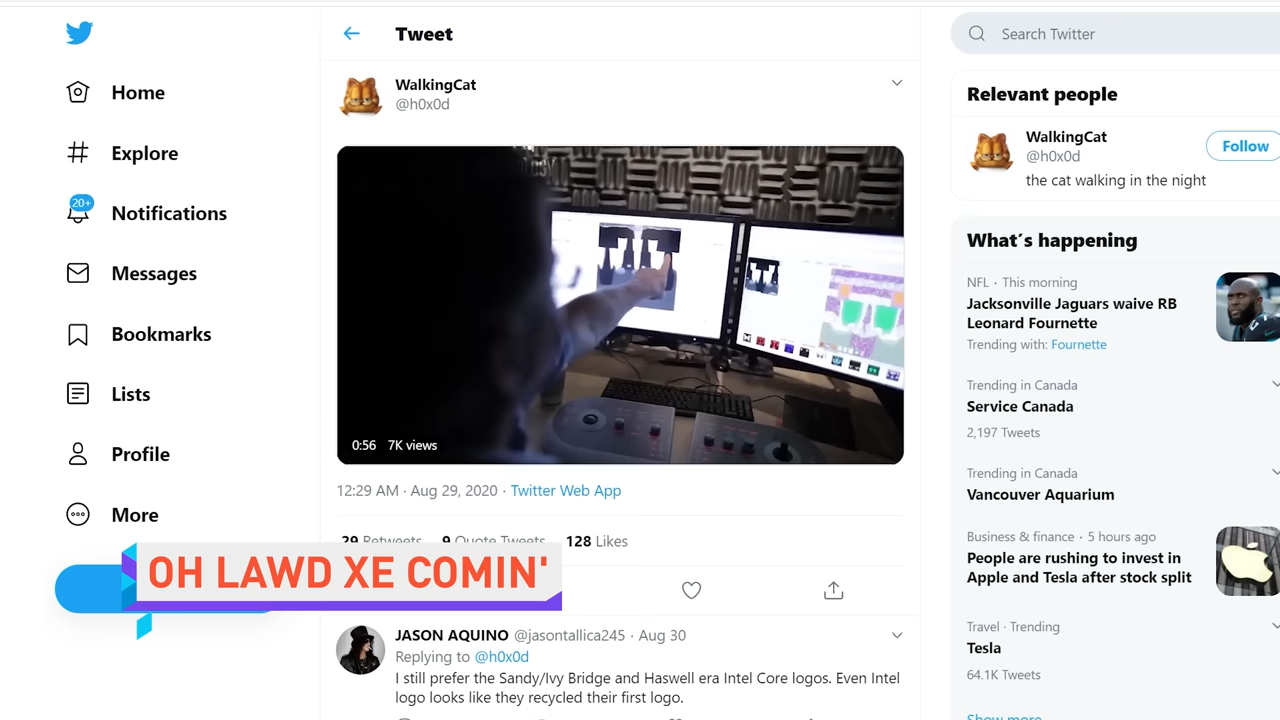 Home
Explore
20+
Notifications
Messages
Bookmarks
Lists
Profile
More
Tweet
WalkingCat
@h0x0d
0:56 7K views
12:29 AM · Aug 29, 2020 · Twitter Web App
29 Retweets 9 Quote Tweets 128 Likes
OH LAWD XE COMIN'
JASON AQUINO @jasontallica245 · Aug 30
Replying to @h0x0d
I still prefer the Sandy/Ivy Bridge and Haswell era Intel Core logos. Even Intel
logo looks like they recycled their first logo.
Search Twitter
Relevant people
WalkingCat
@h0x0d
Follow
the cat walking in the night
What´s happening
NFL · This morning
Jacksonville Jaguars waive RB
Leonard Fournette
Trending with: Fournette
Trending in Canada
Service Canada
2,197 Tweets
Trending in Canada
Vancouver Aquarium
Business & finance · 5 hours ago
People are rushing to invest in
Apple and Tesla after stock split
Travel · Trending
Tesla
64.1K Tweets
Show more